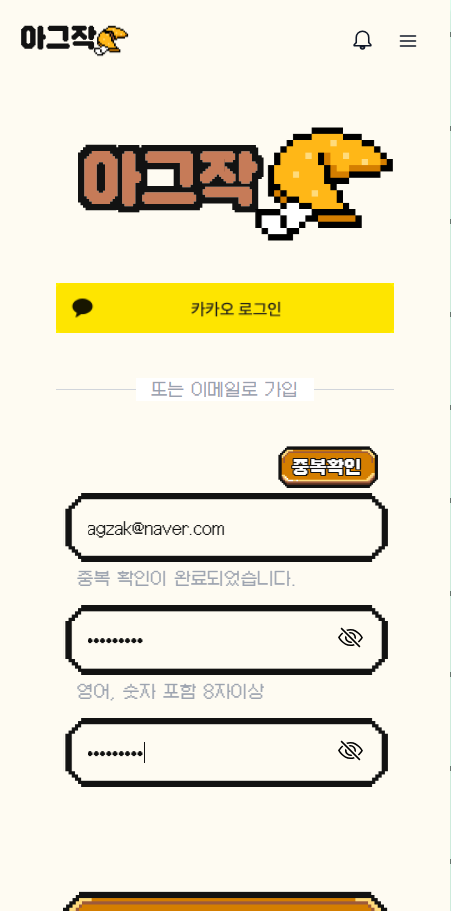 아그작
아그작
카카오 로그인
또는 이메일로 가입
중복확인
agzak@naver.com
중복 확인이 완료되었습니다.
•••••••••
영어, 숫자 포함 8자이상
•••••••••